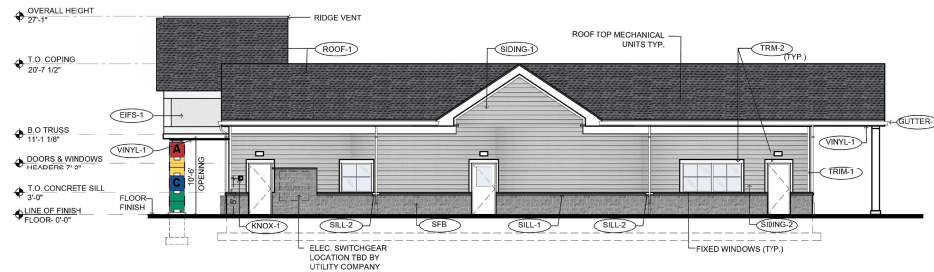 OVERALL HEIGHT
27'-1"
RIDGE VENT
ROOF-1
SIDING-1
ROOF TOP MECHANICAL
UNITS TYP.
TRM-2
(TYP.)
T.O. COPING
20'-7 1/2"
EIFS-1
GUTTER-
B.O TRUSS
11'-1 1/8"
VINYL-1
VINYL-1
A
C
10'-6"
OPENING
DOORS & WINDOWS
HEADERS 7'-2"
TRIM-1
T.O. CONCRETE SILL
3'-0"
FLOOR
FINISH
LINE OF FINISH
FLOOR- 0'-0"
KNOX-1
SILL-2
SFB
SILL-1
SILL-2
SIDING-2
ELEC. SWITCHGEAR
LOCATION TBD BY
UTILITY COMPANY
FIXED WINDOWS (TYP.)